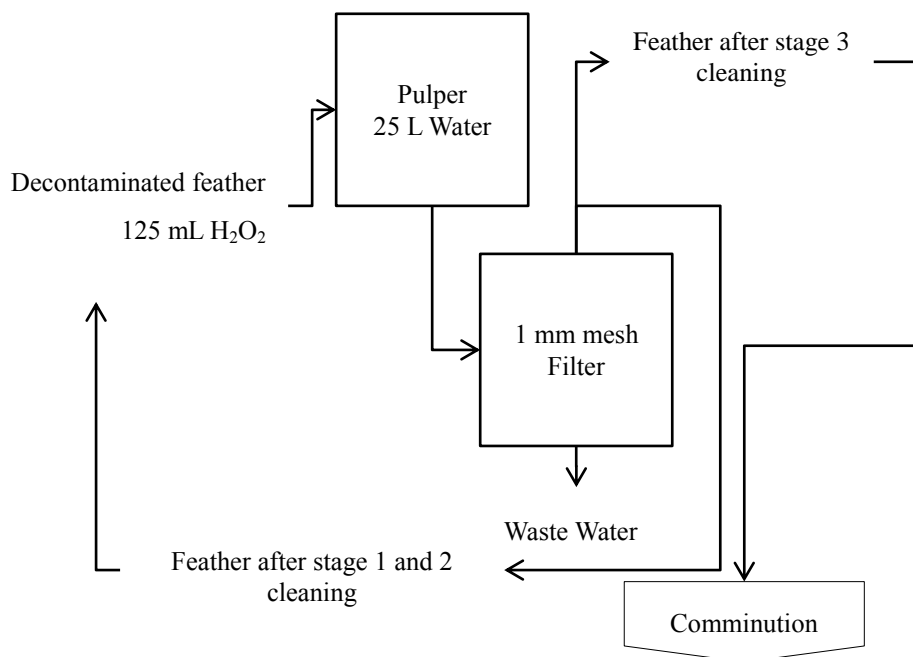 Feather after stage 3
cleaning
Pulper
25 L Water
Decontaminated feather
125 mL H₂O₂
1 mm mesh
Filter
Waste Water
Feather after stage 1 and 2
cleaning
Comminution